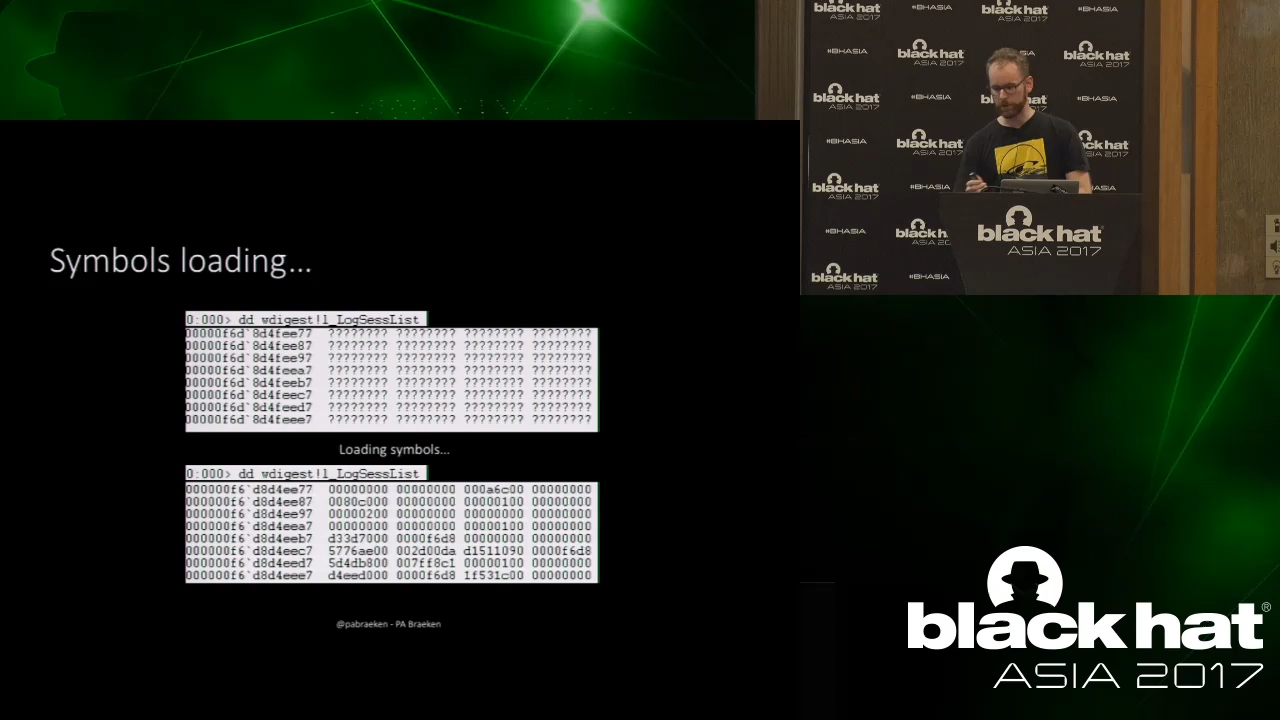 Symbols loading...
0:000> dd wdigest!l_LogSessList
00000f6d`8d4fee77 ???????? ???????? ???????? ????????
00000f6d`8d4fee87 ???????? ???????? ???????? ????????
00000f6d`8d4fee97 ???????? ???????? ???????? ????????
00000f6d`8d4feea7 ???????? ???????? ???????? ????????
00000f6d`8d4feeb7 ???????? ???????? ???????? ????????
00000f6d`8d4feec7 ???????? ???????? ???????? ????????
00000f6d`8d4feed7 ???????? ???????? ???????? ????????
00000f6d`8d4feee7 ???????? ???????? ???????? ????????
Loading symbols...
0:000> dd wdigest!l_LogSessList
000000f6`d8d4ee77 00000000 00000000 000a6c00 00000000
000000f6`d8d4ee87 0080c000 00000000 00000100 00000000
000000f6`d8d4ee97 00000200 00000000 00000000 00000000
000000f6`d8d4eea7 00000000 00000000 00000100 00000000
000000f6`d8d4eeb7 d33d7000 0000f6d8 00000000 00000000
000000f6`d8d4eec7 5776ae00 002d00da d1511090 0000f6d8
000000f6`d8d4eed7 5d4db800 007ff8c1 00000100 00000000
000000f6`d8d4eee7 d4eed000 0000f6d8 1f531c00 00000000
@pabraeken - PA Braeken
black hat
ASIA 2017
#BHASIA
black hat
ASIA 2017
black hat®
ASIA 2017